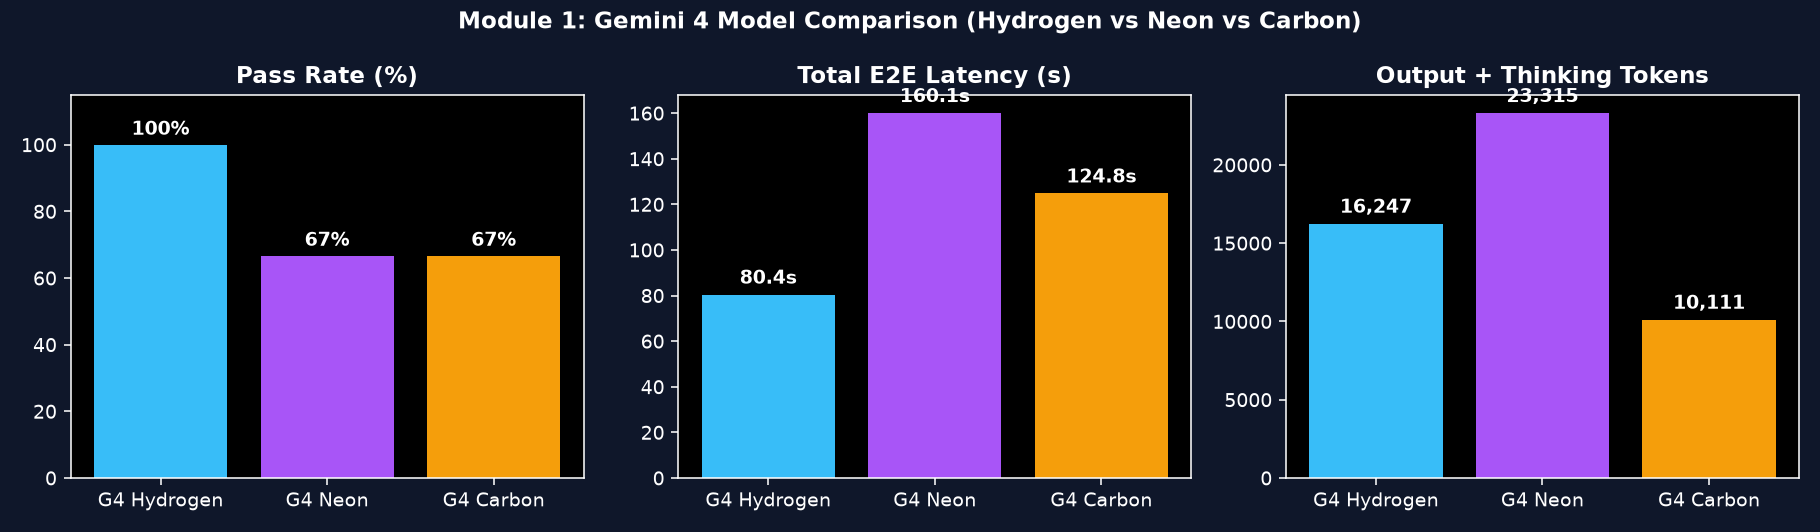 Module 1: Gemini 4 Model Comparison (Hydrogen vs Neon vs Carbon)
Pass Rate (%)
100%
67%
67%
100
80
60
40
20
0
G4 Hydrogen
G4 Neon
G4 Carbon
Total E2E Latency (s)
160.1s
124.8s
80.4s
160
140
120
100
80
60
40
20
0
G4 Hydrogen
G4 Neon
G4 Carbon
Output + Thinking Tokens
23,315
16,247
10,111
20000
15000
10000
5000
0
G4 Hydrogen
G4 Neon
G4 Carbon